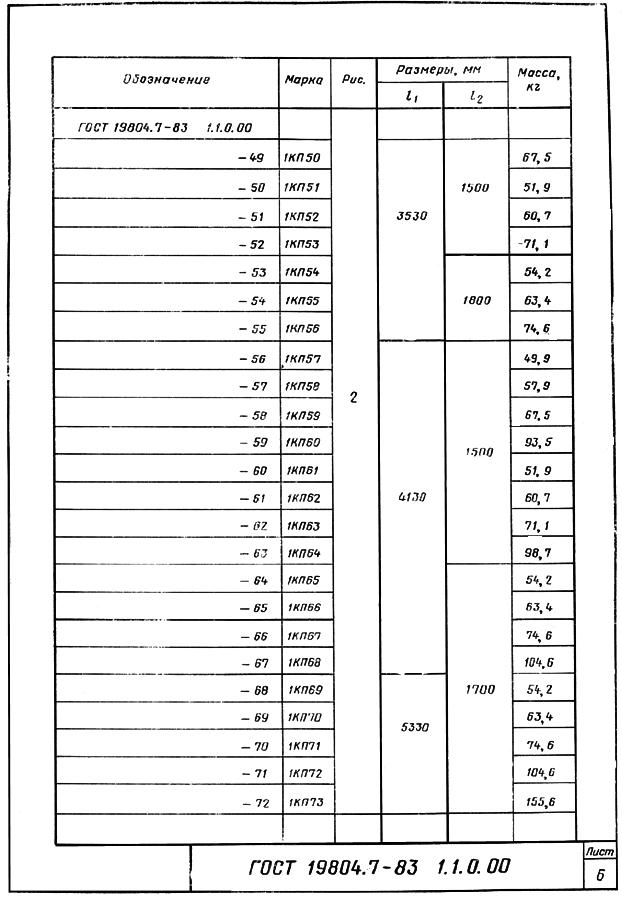 Обозначение Марка Рис. Размеры, мм Масса, кг
l1 l2
ГОСТ 19804.7-83 1.1.0.00
-49 1КП50 67,5
-50 1КП51 1500 51,9
-51 1КП52 3530 60,7
-52 1КП53 -71,1
-53 1КП54 54,2
-54 1КП55 1800 63,4
-55 1КП56 74,6
-56 1КП57 49,9
-57 1КП58 2 57,9
-58 1КП59 67,5
-59 1КП60 1500 93,5
-60 1КП61 51,9
-61 1КП62 4130 60,7
-62 1КП63 71,1
-63 1КП64 98,7
-64 1КП65 54,2
-65 1КП66 63,4
-66 1КП67 74,6
-67 1КП68 104,6
-68 1КП69 1700 54,2
-69 1КП70 5330 63,4
-70 1КП71 74,6
-71 1КП72 104,6
-72 1КП73 155,6
ГОСТ 19804.7-83 1.1.0.00 Лист
6